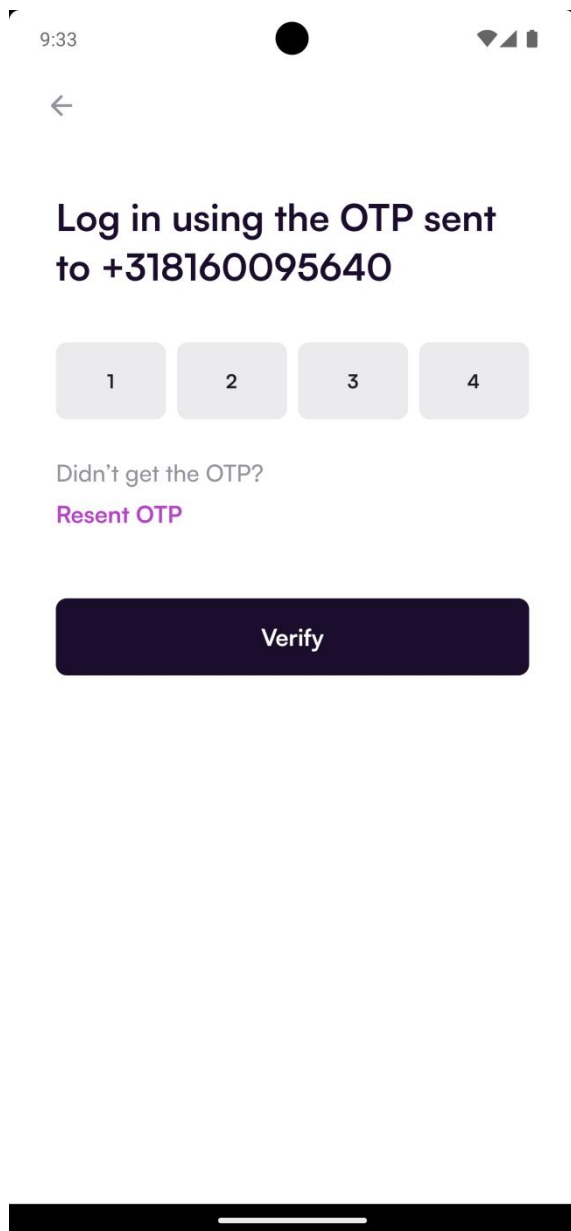 9:33
Log in using the OTP sent
to +318160095640
1 2 3 4
Didn't get the OTP?
Resent OTP
Verify